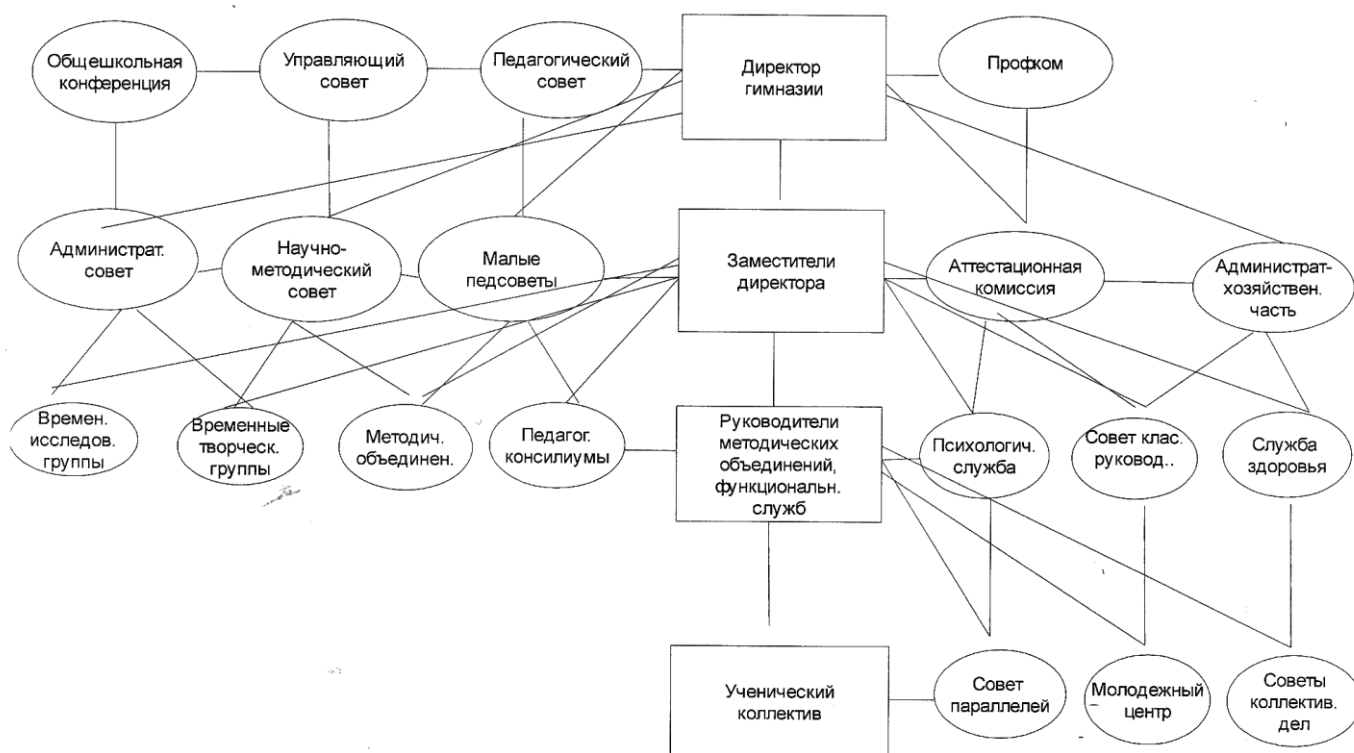 Общешкольная
конференция
Управляющий
совет
Педагогический
совет
Директор
гимназии
Профком
Администрат.
совет
Научно-
методический
совет
Малые
педсоветы
Заместители
директора
Аттестационная
комиссия
Администрат-
хозяйствен.
часть
Времен.
исследов.
группы
Временные
творческ.
группы
Методич.
объединен.
Педагог.
консилиумы
Руководители
методических
объединений,
функциональн.
служб
Психологич.
служба
Совет клас.
руковод..
Служба
здоровья
Ученический
коллектив
Совет
параллелей
Молодежный
центр
Советы
коллектив.
дел